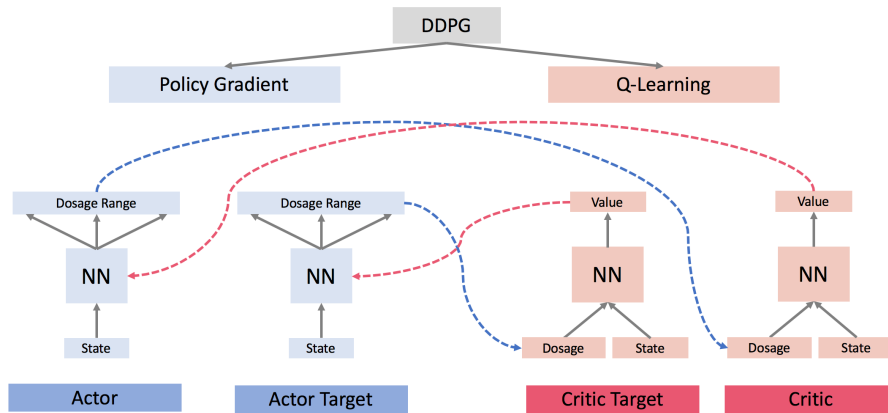 DDPG
Policy Gradient
Q-Learning
Dosage Range
Dosage Range
Value
Value
NN
NN
NN
NN
State
State
Dosage
State
Dosage
State
Actor
Actor Target
Critic Target
Critic